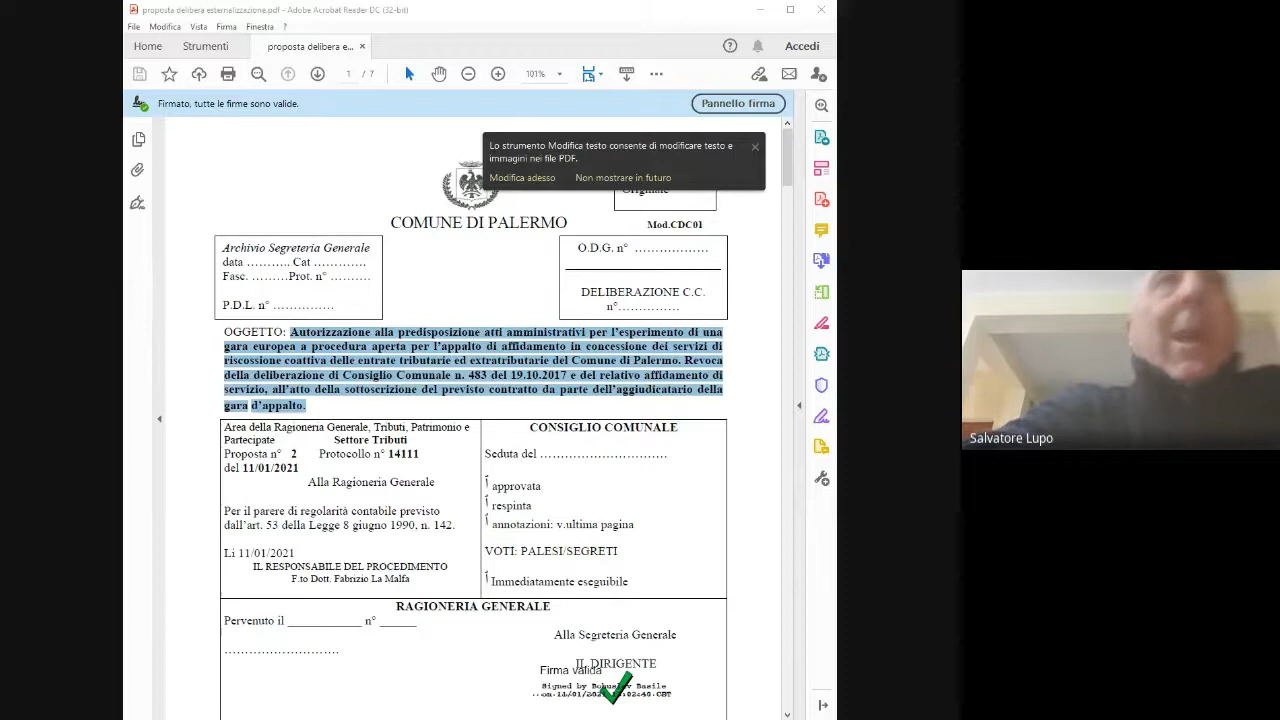 proposta delibera esternalizzazione.pdf - Adobe Acrobat Reader DC (32-bit)
File Modifica Vista Firma Finestra ?
Home Strumenti proposta delibera e... × Accedi
1 / 7 101%
Firmato, tutte le firme sono valide. Pannello firma
Lo strumento Modifica testo consente di modificare testo e
immagini nei file PDF.
Modifica adesso Non mostrare in futuro
Originale
COMUNE DI PALERMO Mod.CDC01
Archivio Segreteria Generale
data ……….. Cat ………….
Fasc. ………Prot. n° ……….
P.D.L. n° ……………
O.D.G. n° ………………
DELIBERAZIONE C.C.
n°……………
OGGETTO: Autorizzazione alla predisposizione atti amministrativi per l’esperimento di una
gara europea a procedura aperta per l’appalto di affidamento in concessione dei servizi di
riscossione coattiva delle entrate tributarie ed extratributarie del Comune di Palermo. Revoca
della deliberazione di Consiglio Comunale n. 483 del 19.10.2017 e del relativo affidamento di
servizio, all’atto della sottoscrizione del previsto contratto da parte dell’aggiudicatario della
gara d’appalto.
Area della Ragioneria Generale, Tributi, Patrimonio e
Partecipate Settore Tributi
Proposta n° 2 Protocollo n° 14111
del 11/01/2021
Alla Ragioneria Generale
Per il parere di regolarità contabile previsto
dall’art. 53 della Legge 8 giugno 1990, n. 142.
Li 11/01/2021
IL RESPONSABILE DEL PROCEDIMENTO
F.to Dott. Fabrizio La Malfa
CONSIGLIO COMUNALE
Seduta del ………………………….
approvata
respinta
annotazioni: v.ultima pagina
VOTI: PALESI/SEGRETI
Immediatamente eseguibile
RAGIONERIA GENERALE
Pervenuto il ____________ n° ______
……………………….
Alla Segreteria Generale
IL DIRIGENTE
Firma valida
Signed by Bohuslav Basile
Salvatore Lupo